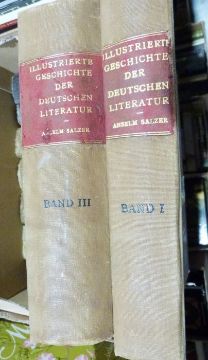 ILLUSTRIERTE
GESCHICHTE
DER
DEUTSCHEN
LITERATUR
ANSELM SALZER
BAND III
ILLUSTRIERTE
GESCHICHTE
DER
DEUTSCHEN
LITERATUR
ANSELM SALZER
BAND I